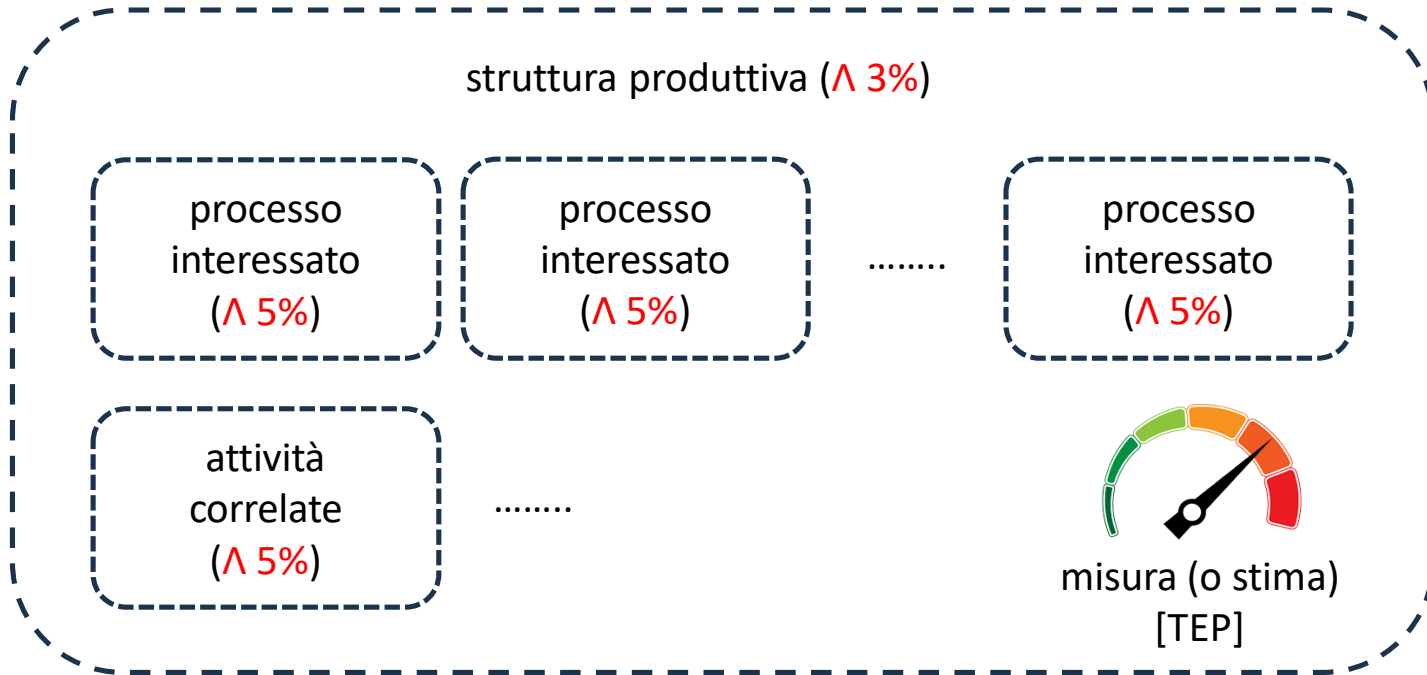 struttura produttiva (Λ 3%)
processo
interessato
(Λ 5%)
processo
interessato
(Λ 5%)
........
processo
interessato
(Λ 5%)
attività
correlate
(Λ 5%)
........
misura (o stima)
[TEP]